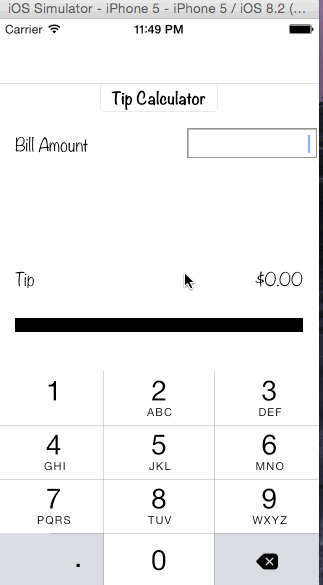 iOS Simulator - iPhone 5 - iPhone 5 / iOS 8.2 (...
Carrier 11:49 PM
Tip Calculator
Bill Amount
Tip $0.00
1 2 3
ABC DEF
4 5 6
GHI JKL MNO
7 8 9
PQRS TUV WXYZ
. 0